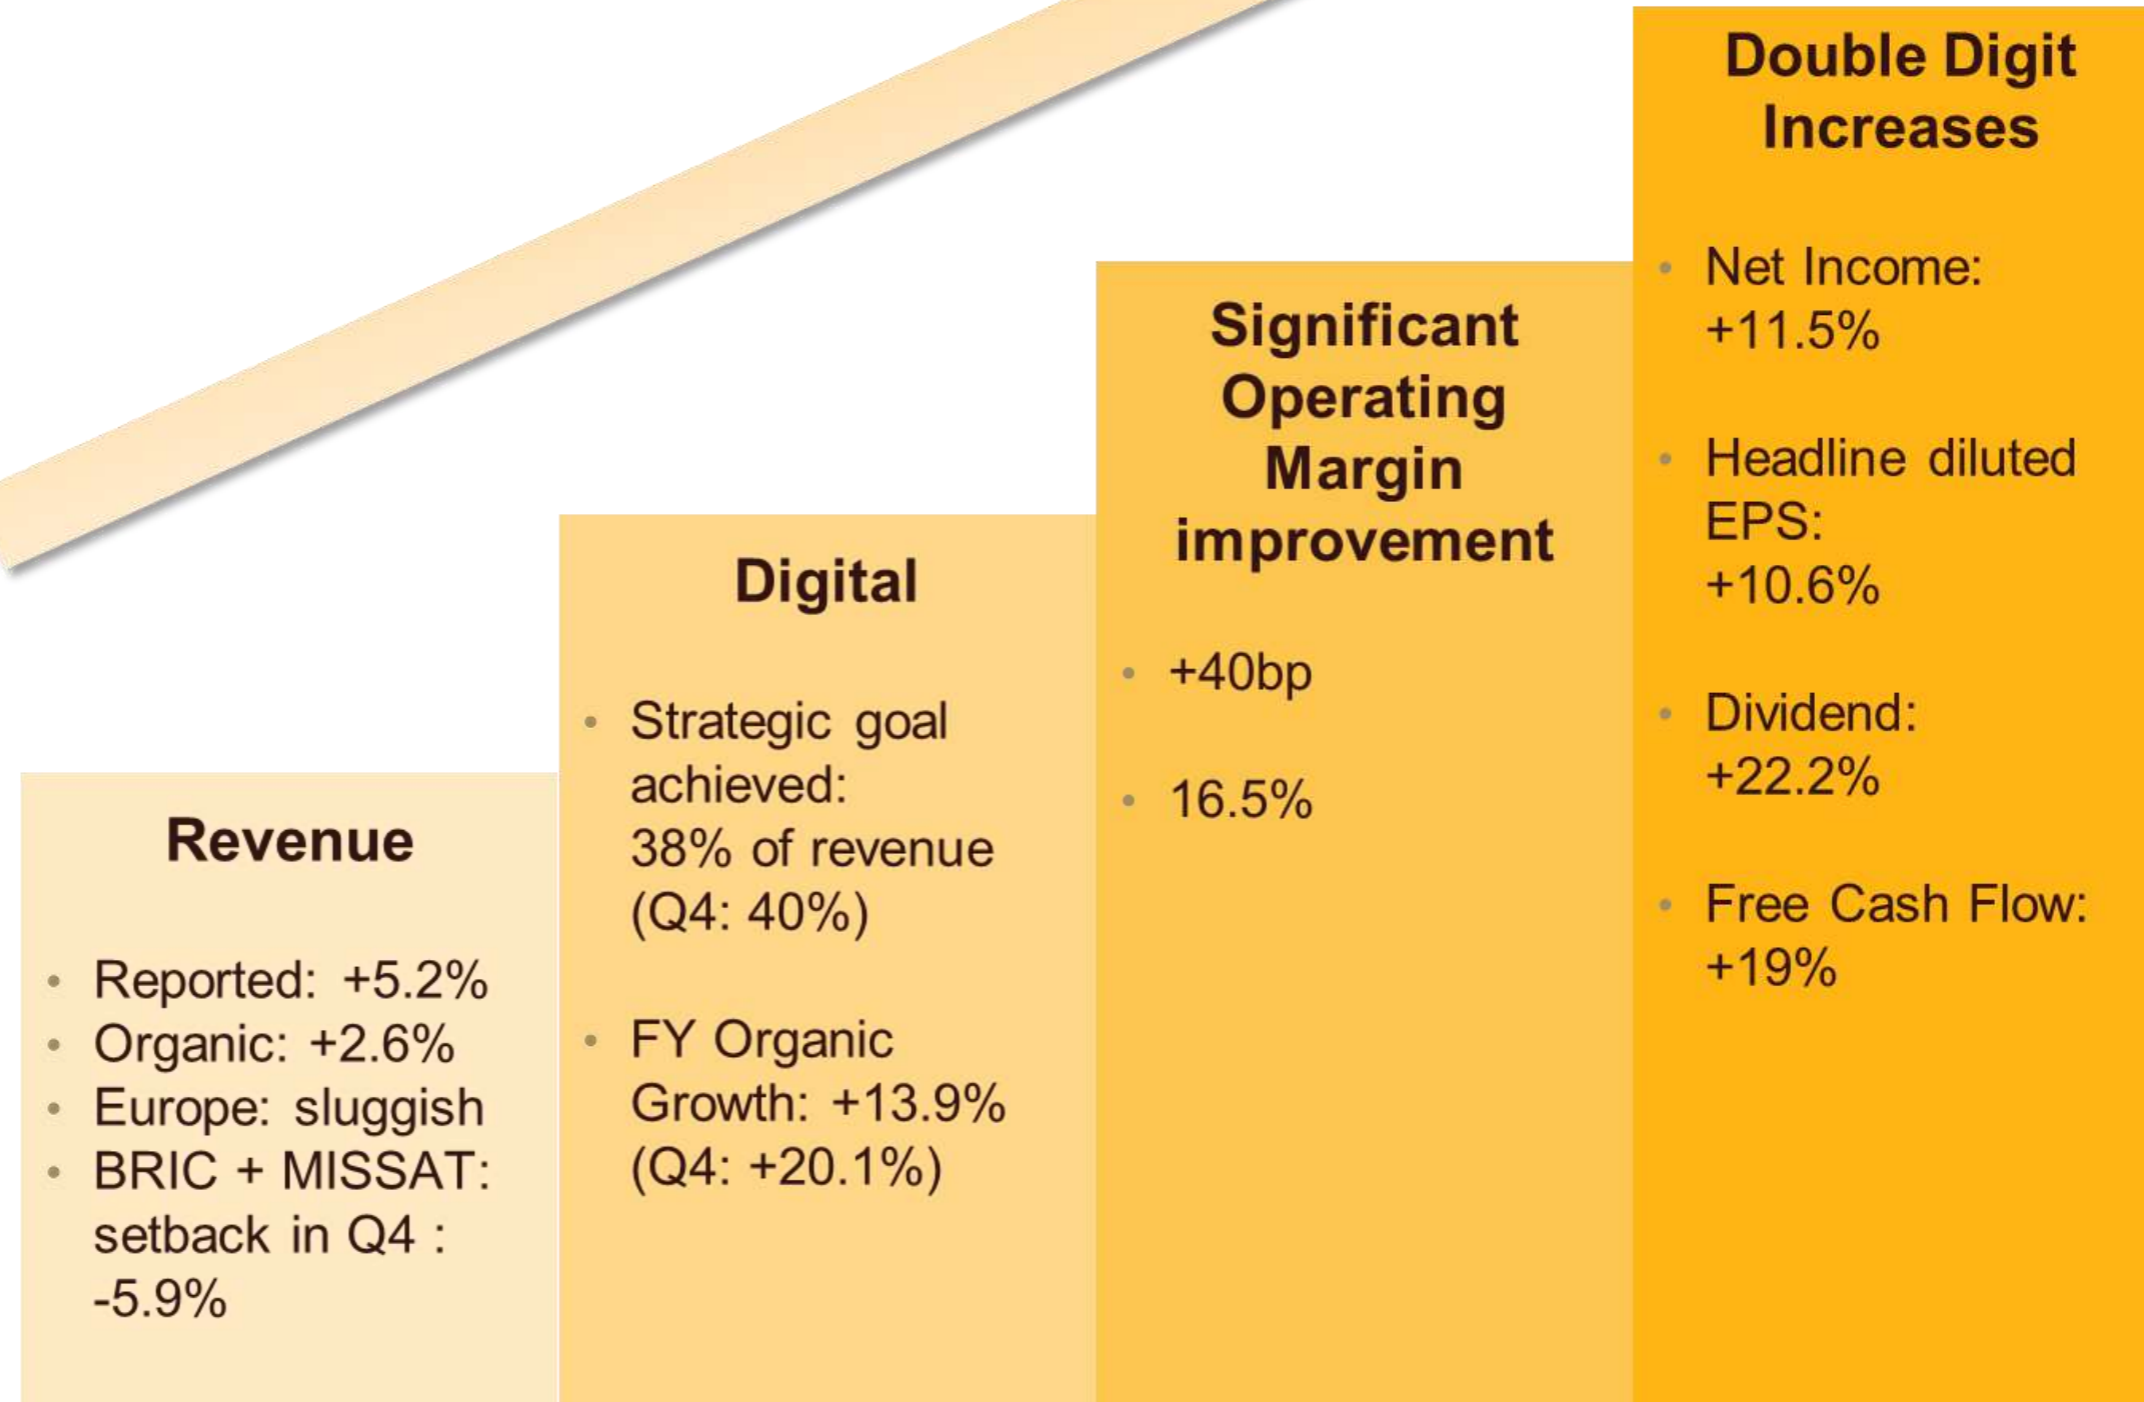 Revenue
• Reported: +5.2%
• Organic: +2.6%
• Europe: sluggish
• BRIC + MISSAT:
setback in Q4 :
-5.9%
Digital
• Strategic goal
achieved:
38% of revenue
(Q4: 40%)
• FY Organic
Growth: +13.9%
(Q4: +20.1%)
Significant
Operating
Margin
improvement
• +40bp
• 16.5%
Double Digit
Increases
• Net Income:
+11.5%
• Headline diluted
EPS:
+10.6%
• Dividend:
+22.2%
• Free Cash Flow:
+19%